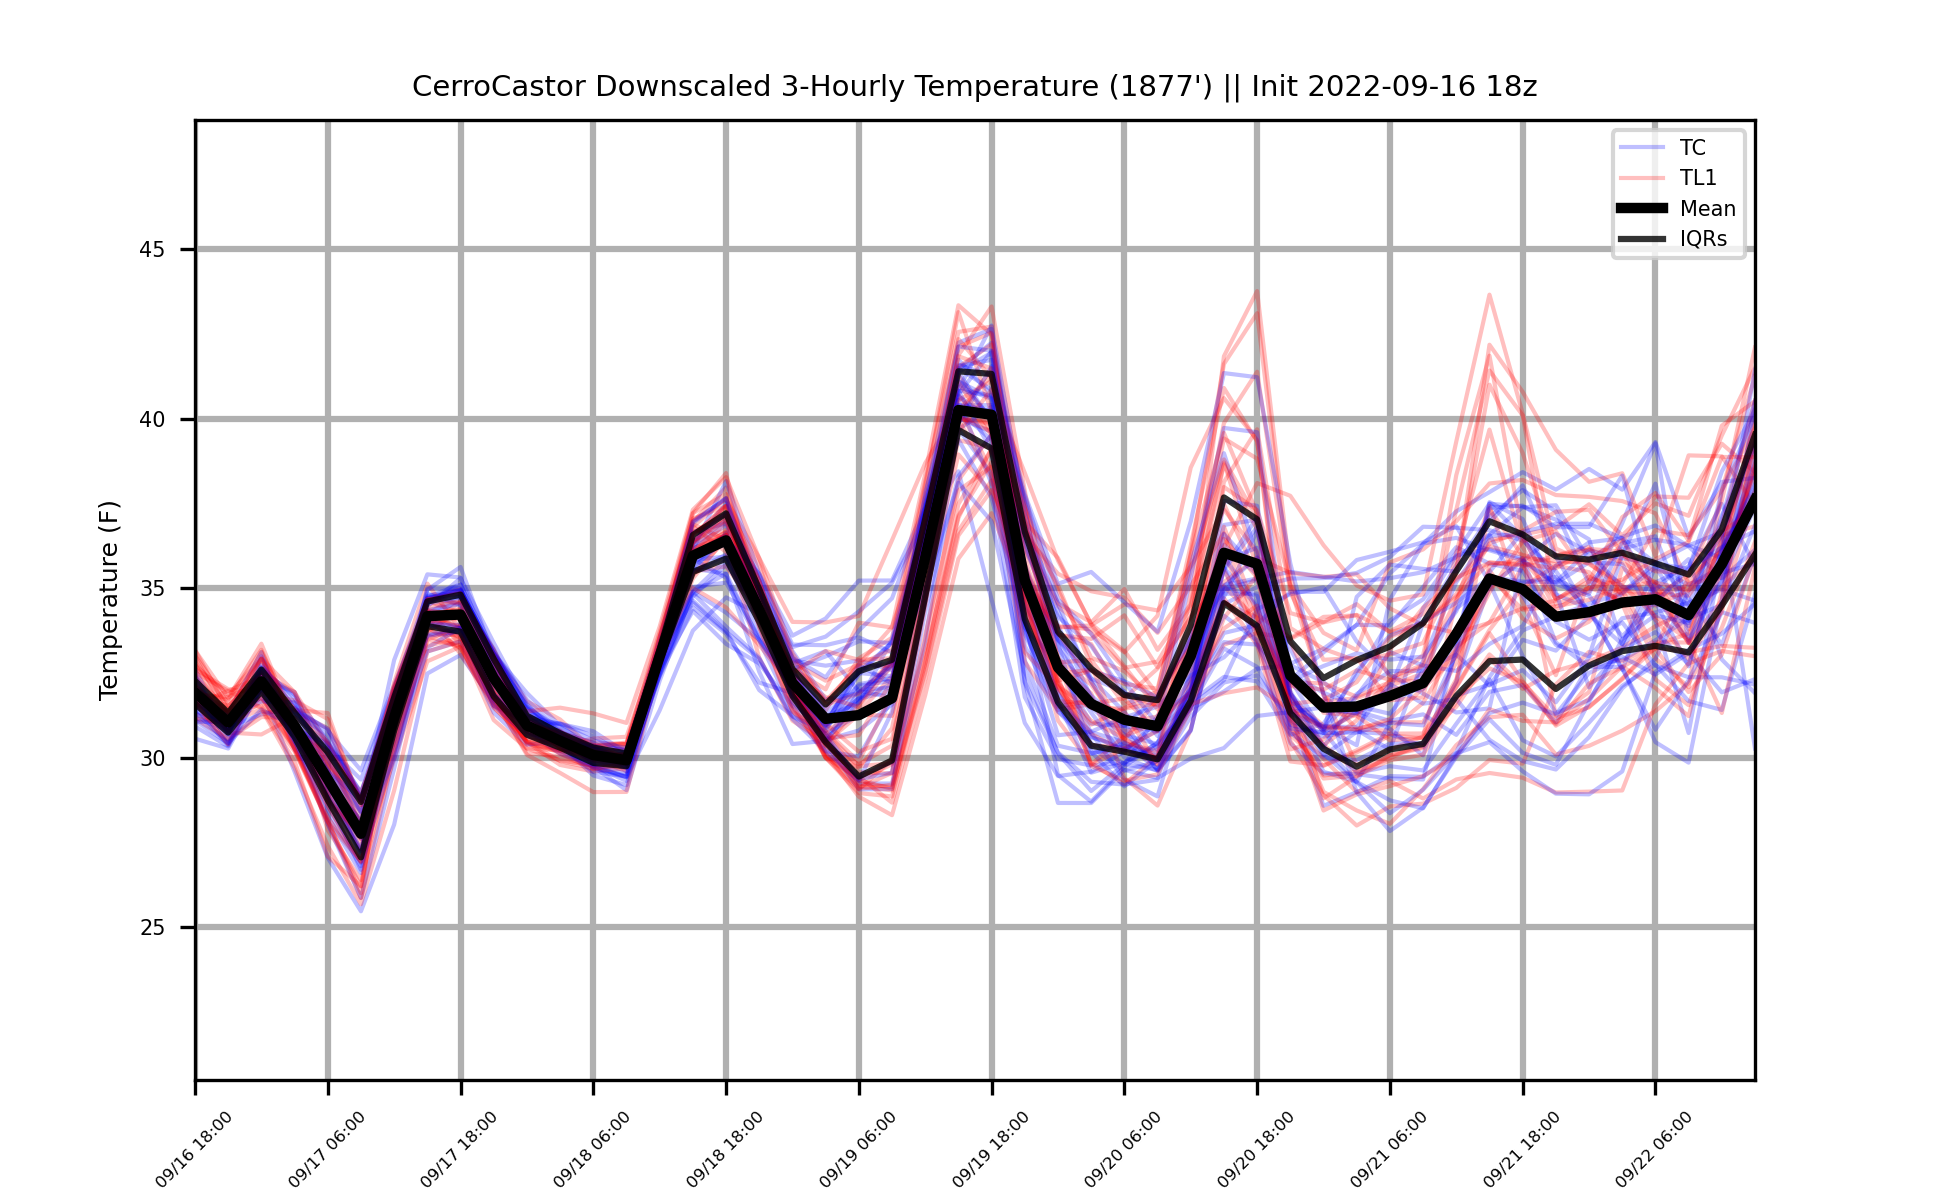 CerroCastor Downscaled 3-Hourly Temperature (1877') || Init 2022-09-16 18z
TC
TL1
Mean
IQRs
Temperature (F)
45
40
35
30
25
09/16 18:00
09/17 06:00
09/17 18:00
09/18 06:00
09/18 18:00
09/19 06:00
09/19 18:00
09/20 06:00
09/20 18:00
09/21 06:00
09/21 18:00
09/22 06:00